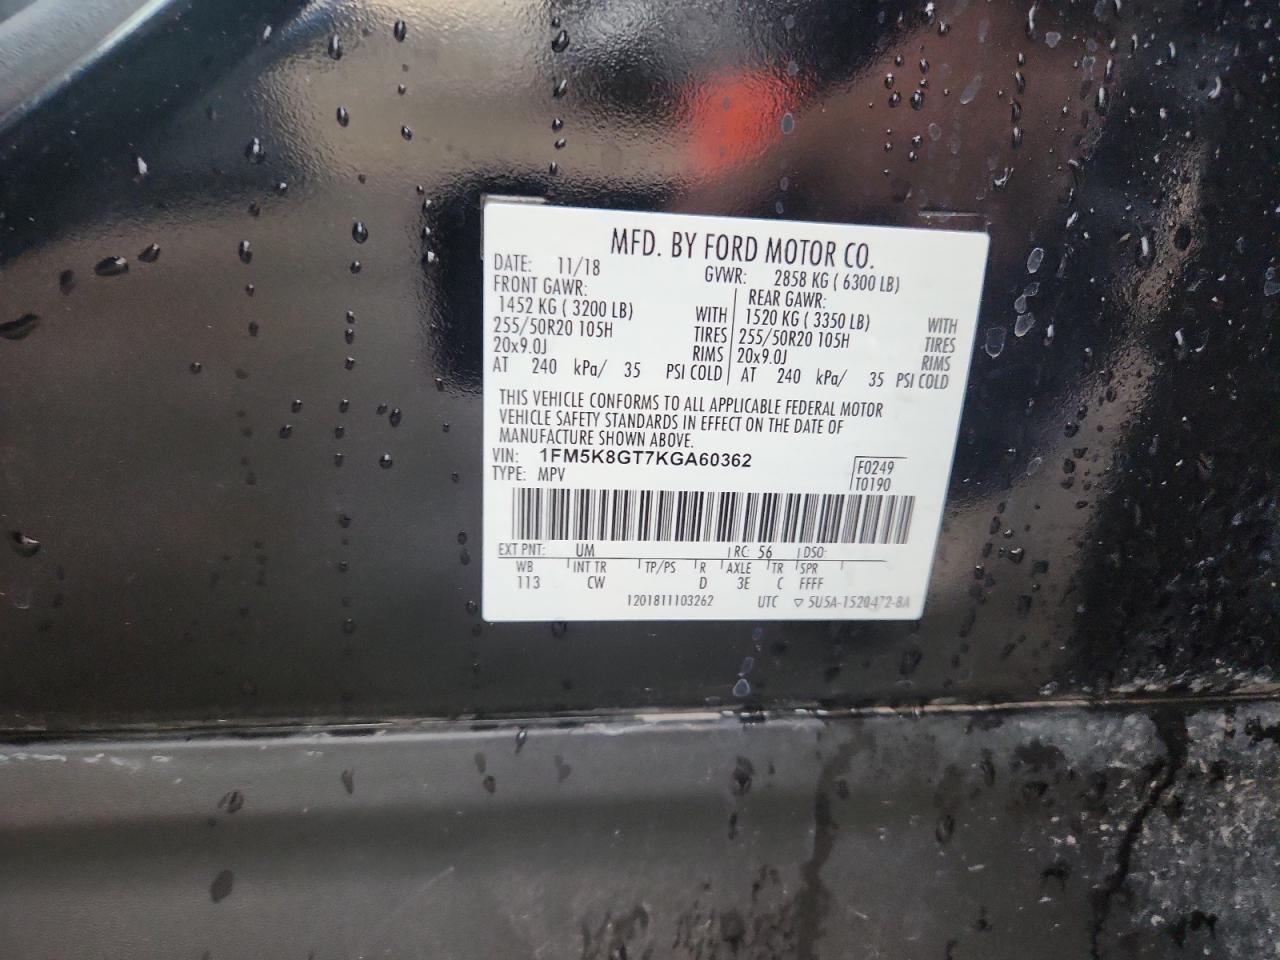 MFD. BY FORD MOTOR CO.
DATE: 11/18 GVWR: 2858 KG ( 6300 LB)
FRONT GAWR: REAR GAWR:
1452 KG ( 3200 LB) WITH 1520 KG ( 3350 LB) WITH
255/50R20 105H TIRES 255/50R20 105H TIRES
20x9.0J RIMS 20x9.0J RIMS
AT 240 kPa/ 35 PSI COLD AT 240 kPa/ 35 PSI COLD
THIS VEHICLE CONFORMS TO ALL APPLICABLE FEDERAL MOTOR
VEHICLE SAFETY STANDARDS IN EFFECT ON THE DATE OF
MANUFACTURE SHOWN ABOVE.
VIN: 1FM5K8GT7KGA60362 F0249
TYPE: MPV T0190
EXT PNT: UM RC: 56 DSO:
WB INT TR TP/PS R AXLE TR SPR
113 CW D 3E C FFFF
1201811103262 UTC ▽ 5U5A-1520472-8A